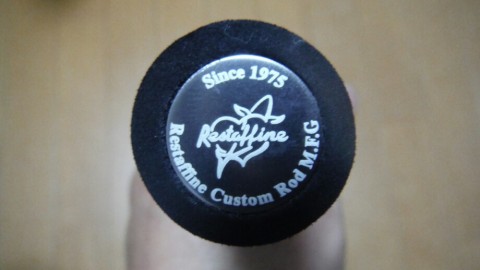 Since 1975
Restaffine
Restaffine Custom Rod M.F.G